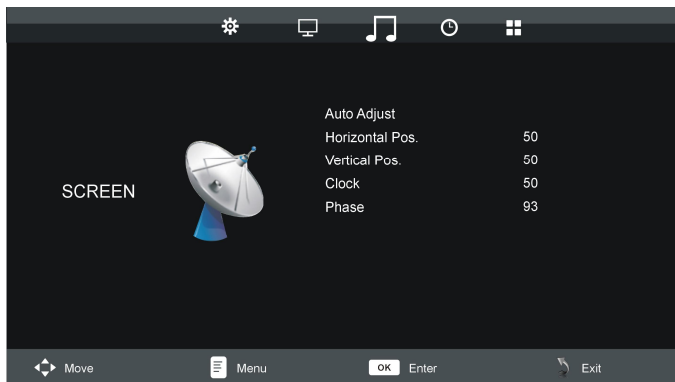 Auto Adjust
Horizontal Pos. 50
Vertical Pos. 50
SCREEN
Clock 50
Phase 93
Move Menu OK Enter Exit